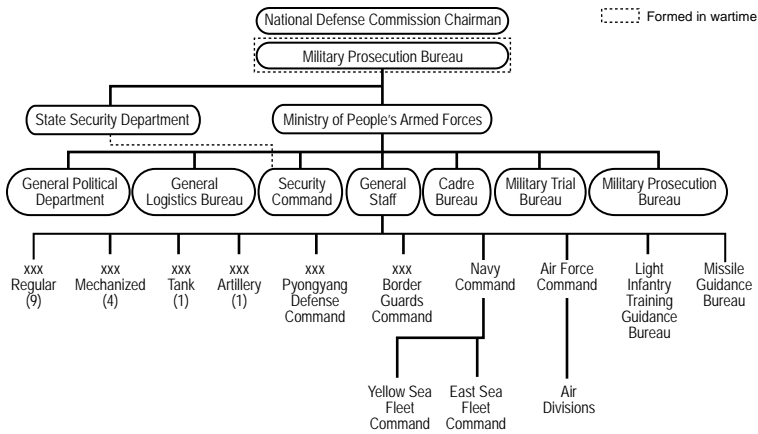 National Defense Commission Chairman
Formed in wartime
Military Prosecution Bureau
State Security Department
Ministry of People's Armed Forces
General Political
Department
General
Logistics Bureau
Security
Command
General
Staff
Cadre
Bureau
Military Trial
Bureau
Military Prosecution
Bureau
xxx
Regular
(9)
xxx
Mechanized
(4)
xxx
Tank
(1)
xxx
Artillery
(1)
xxx
Pyongyang
Defense
Command
xxx
Border
Guards
Command
Navy
Command
Air Force
Command
Light
Infantry
Training
Guidance
Bureau
Missile
Guidance
Bureau
Yellow Sea
Fleet
Command
East Sea
Fleet
Command
Air
Divisions